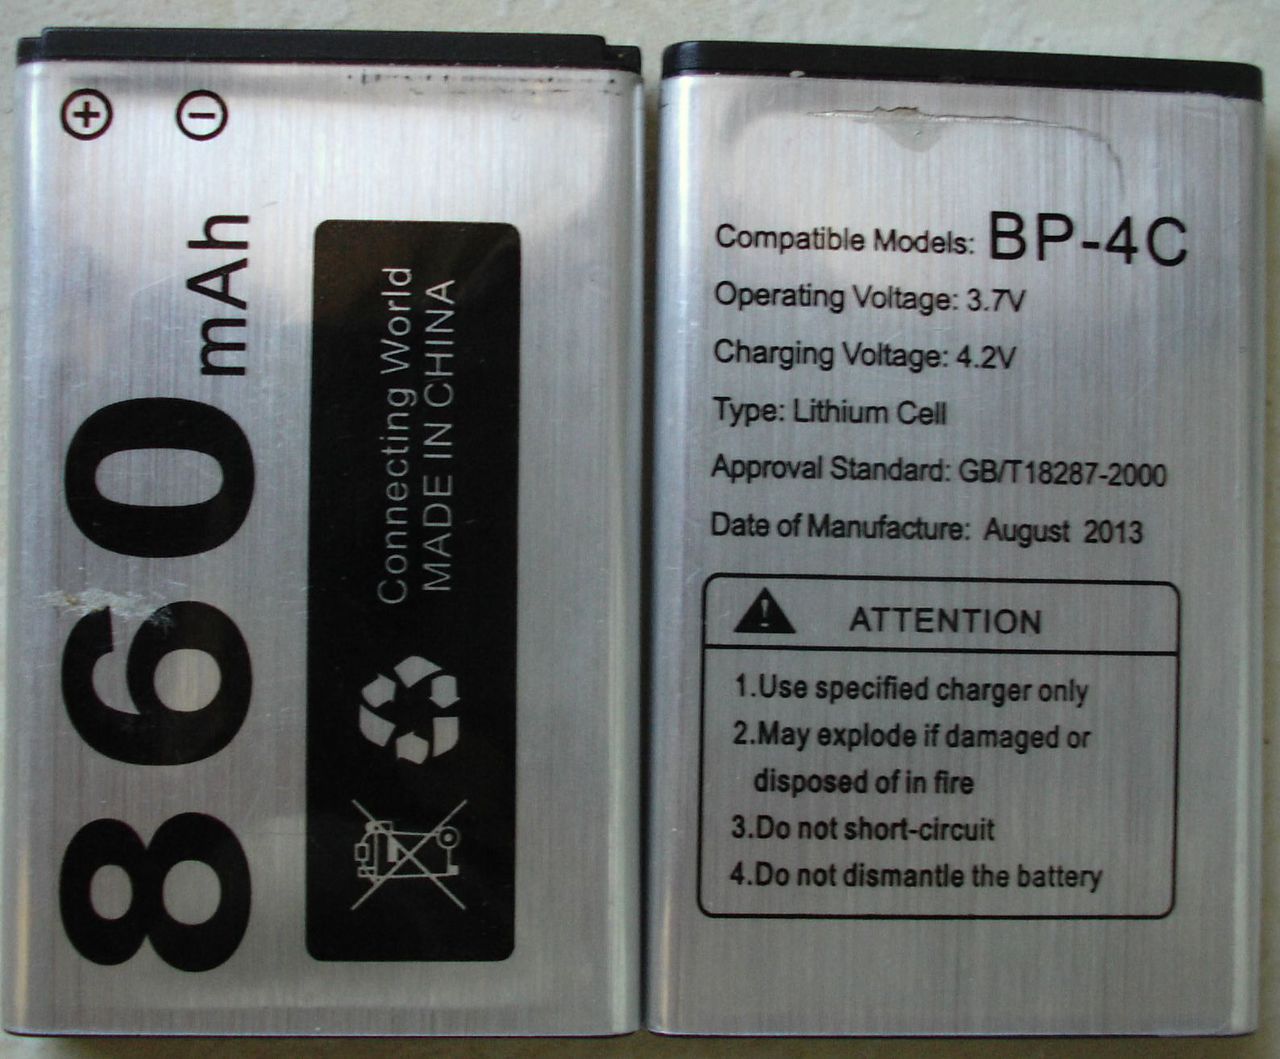 860 mAh
Connecting World
MADE IN CHINA
Compatible Models: BP-4C
Operating Voltage: 3.7V
Charging Voltage: 4.2V
Type: Lithium Cell
Approval Standard: GB/T18287-2000
Date of Manufacture: August 2013
ATTENTION
1.Use specified charger only
2.May explode if damaged or
disposed of in fire
3.Do not short-circuit
4.Do not dismantle the battery